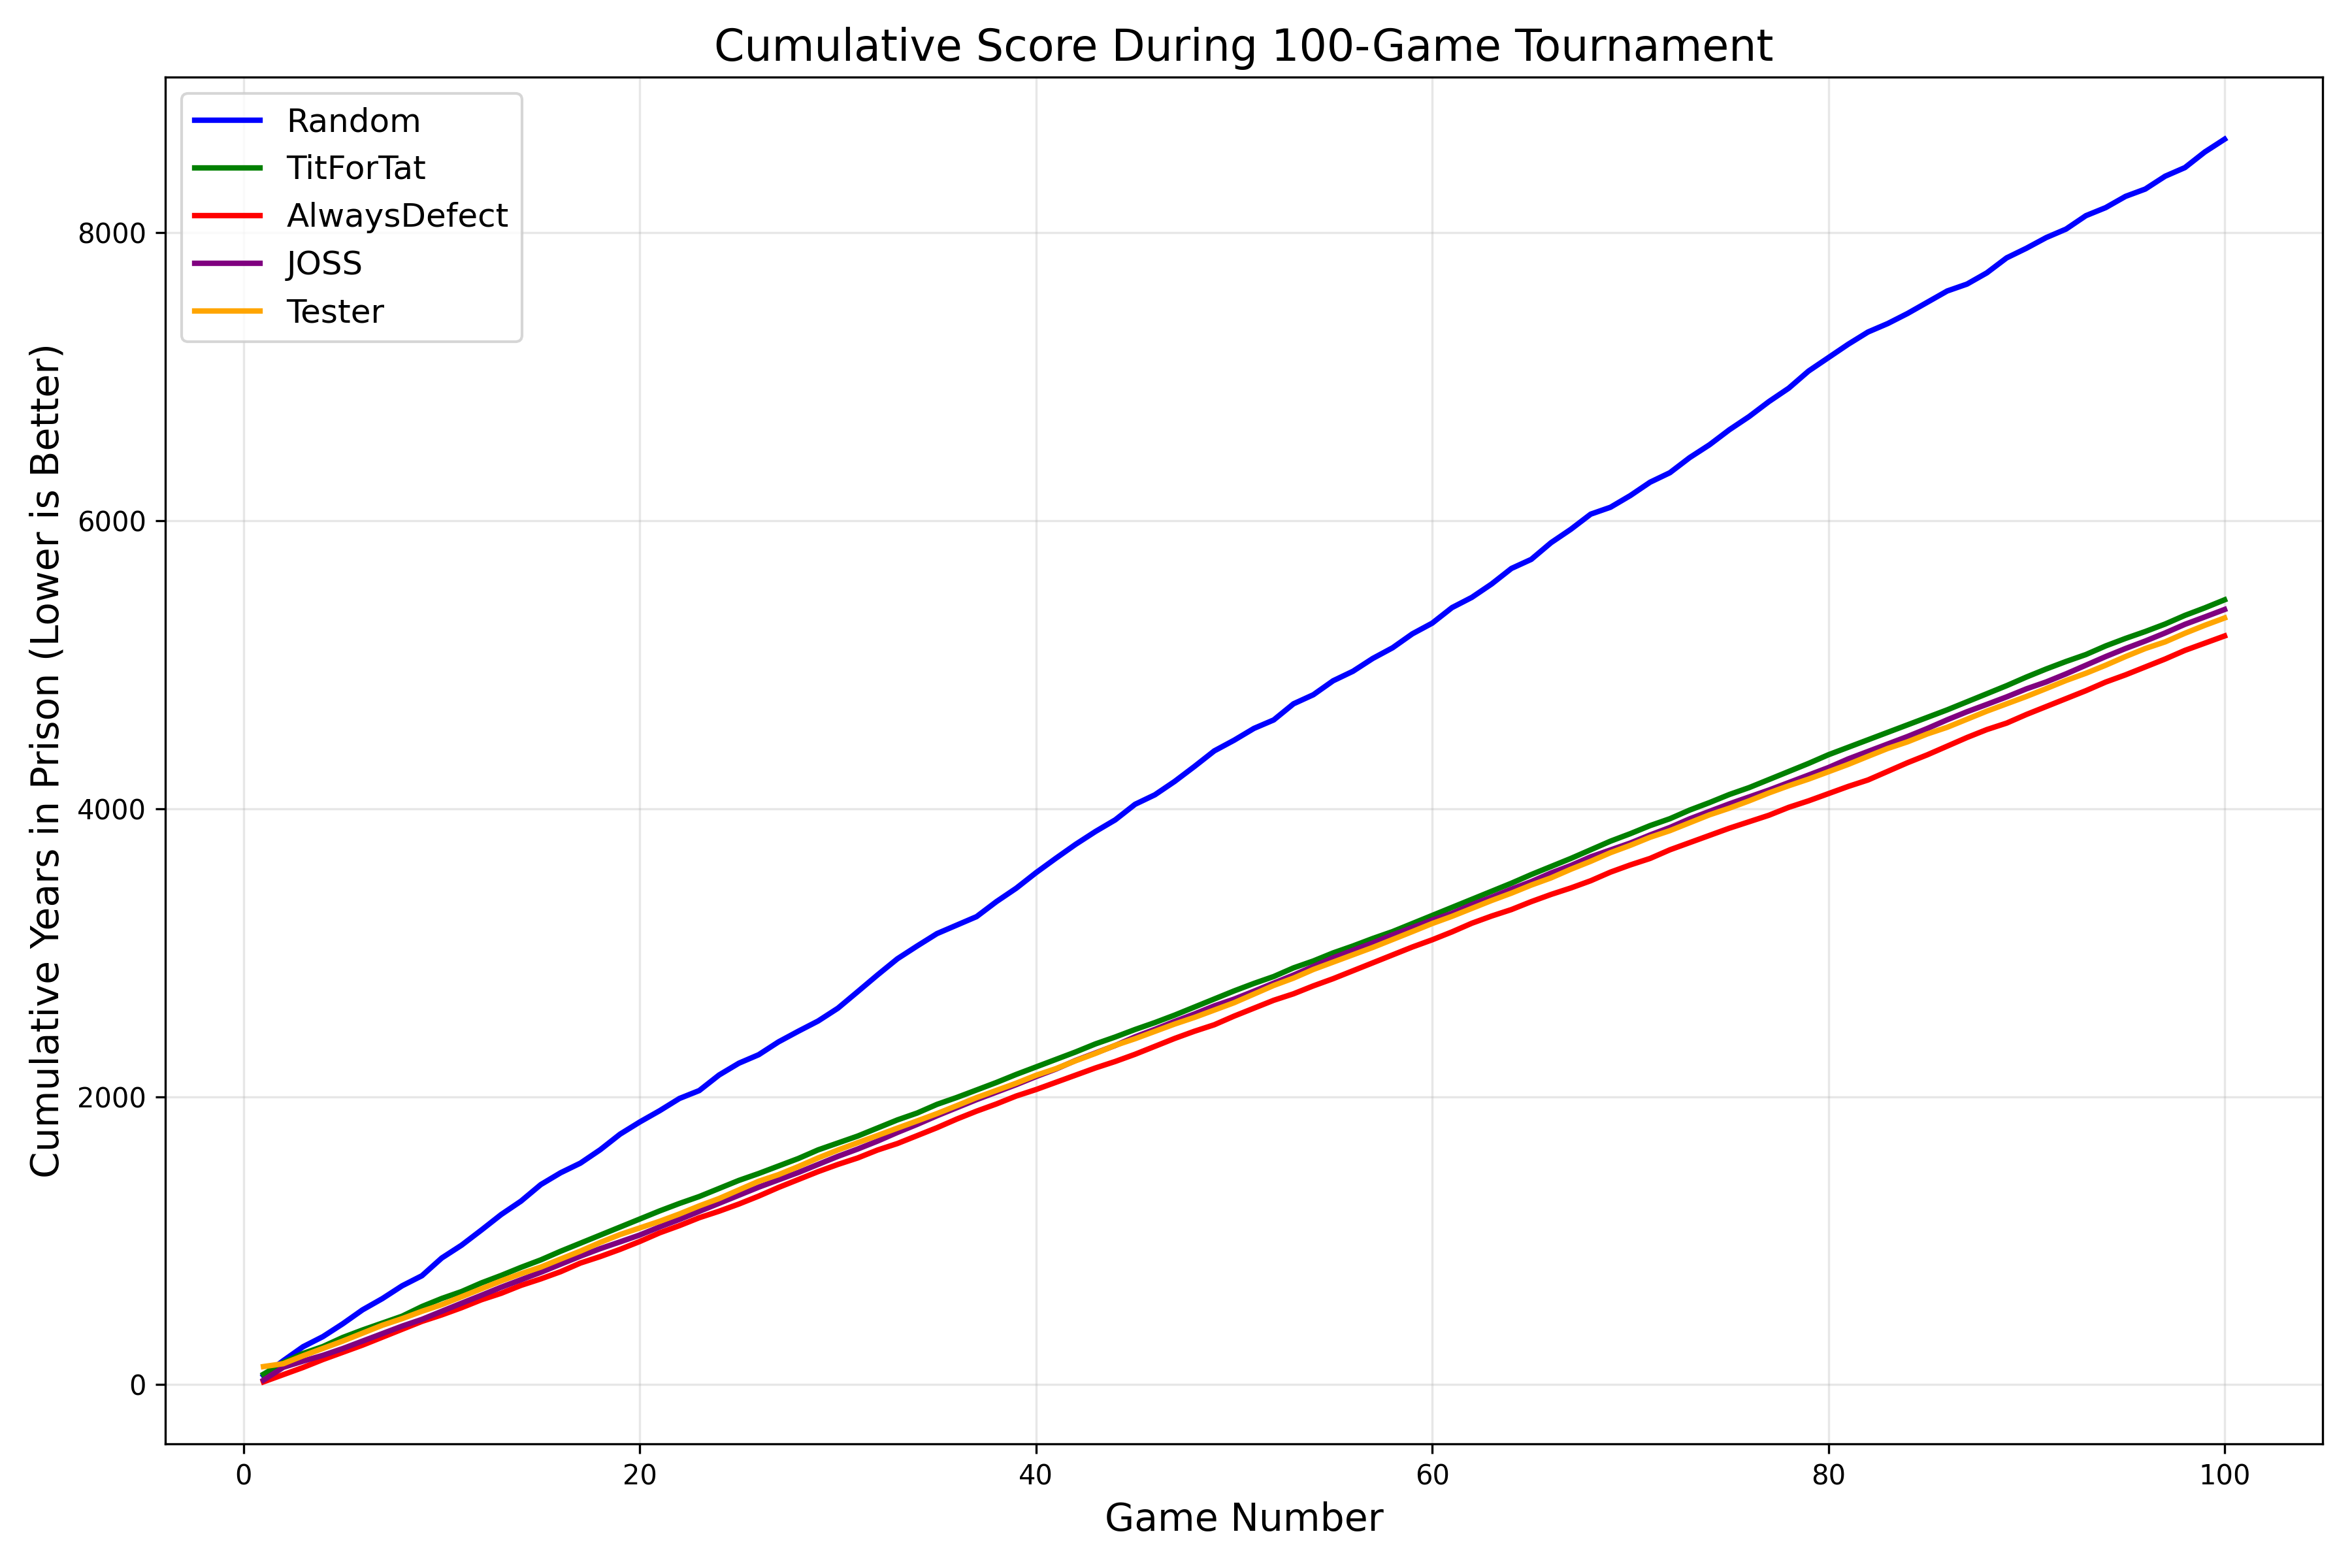 Cumulative Score During 100-Game Tournament
Random
TitForTat
AlwaysDefect
JOSS
Tester
Cumulative Years in Prison (Lower is Better)
8000
6000
4000
2000
0
0 20 40 60 80 100
Game Number